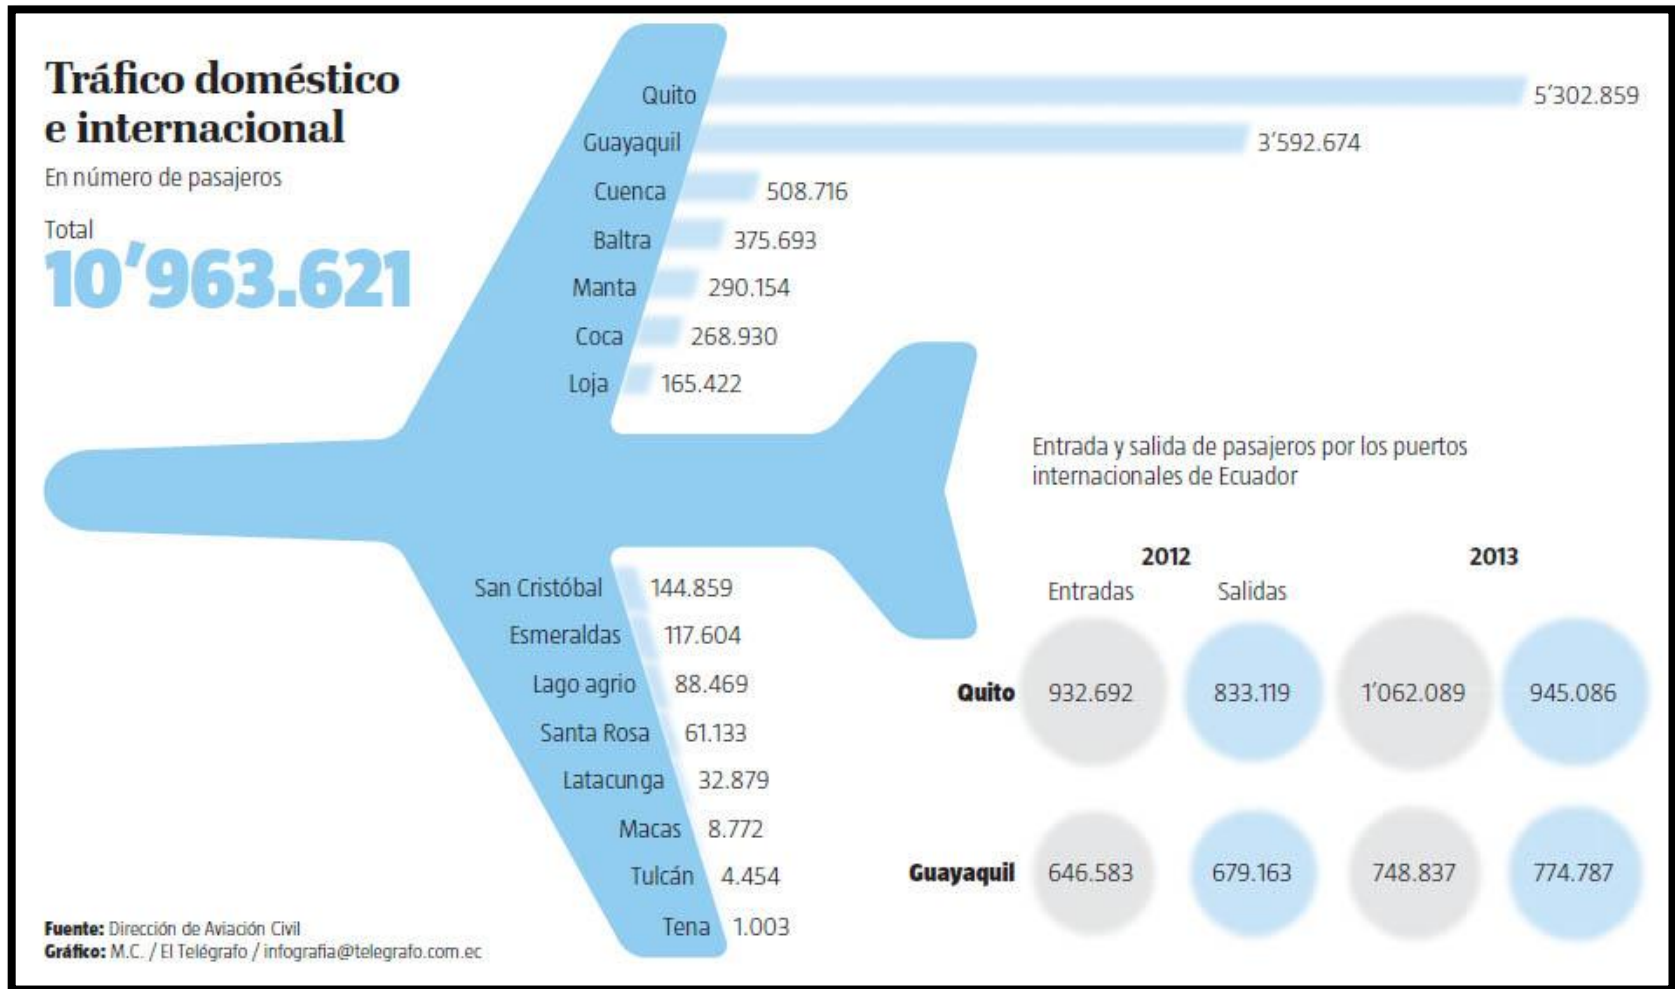 Tráfico doméstico
e internacional
En número de pasajeros
Total
10’963.621
Quito 5’302.859
Guayaquil 3’592.674
Cuenca 508.716
Baltra 375.693
Manta 290.154
Coca 268.930
Loja 165.422
San Cristóbal 144.859
Esmeraldas 117.604
Lago agrio 88.469
Santa Rosa 61.133
Latacunga 32.879
Macas 8.772
Tulcán 4.454
Tena 1.003
Entrada y salida de pasajeros por los puertos
internacionales de Ecuador
2012 2013
Entradas Salidas
Quito 932.692 833.119 1’062.089 945.086
Guayaquil 646.583 679.163 748.837 774.787
Fuente: Dirección de Aviación Civil
Gráfico: M.C. / El Telégrafo / infografia@telegrafo.com.ec